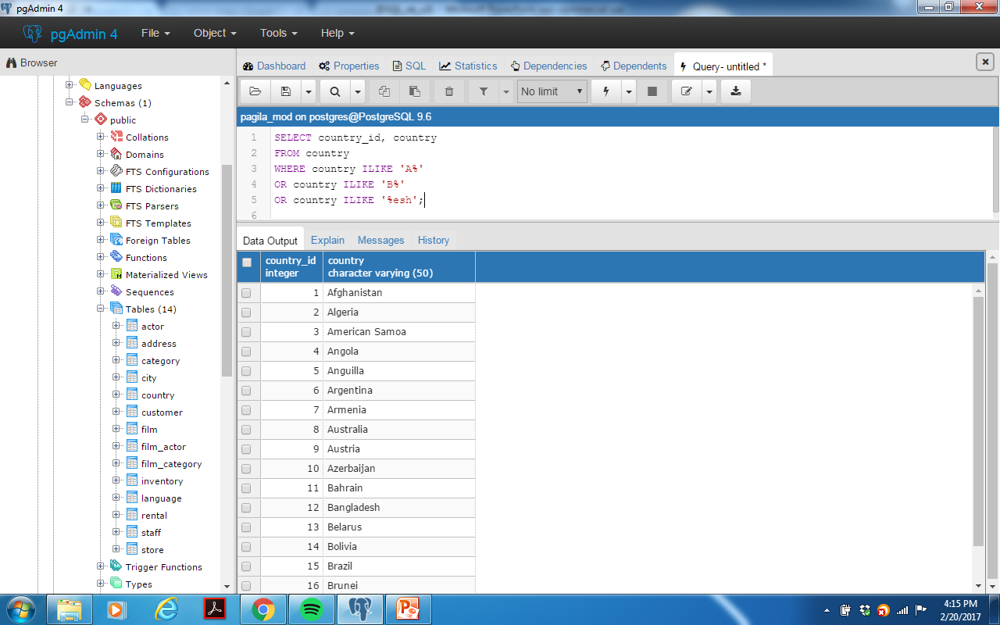 pgAdmin 4
pgAdmin 4 File Object Tools Help
Browser
Dashboard Properties SQL Statistics Dependencies Dependents Query- untitled *
No limit
pagila_mod on postgres@PostgreSQL 9.6
Languages
Schemas (1)
public
Collations
Domains
FTS Configurations
FTS Dictionaries
FTS Parsers
FTS Templates
Foreign Tables
Functions
Materialized Views
Sequences
Tables (14)
actor
address
category
city
country
customer
film
film_actor
film_category
inventory
language
rental
staff
store
Trigger Functions
Types
1 SELECT country_id, country
2 FROM country
3 WHERE country ILIKE 'A%'
4 OR country ILIKE 'B%'
5 OR country ILIKE '%esh';
6
Data Output Explain Messages History
country_id country
integer character varying (50)
1 Afghanistan
2 Algeria
3 American Samoa
4 Angola
5 Anguilla
6 Argentina
7 Armenia
8 Australia
9 Austria
10 Azerbaijan
11 Bahrain
12 Bangladesh
13 Belarus
14 Bolivia
15 Brazil
16 Brunei
4:15 PM
2/20/2017